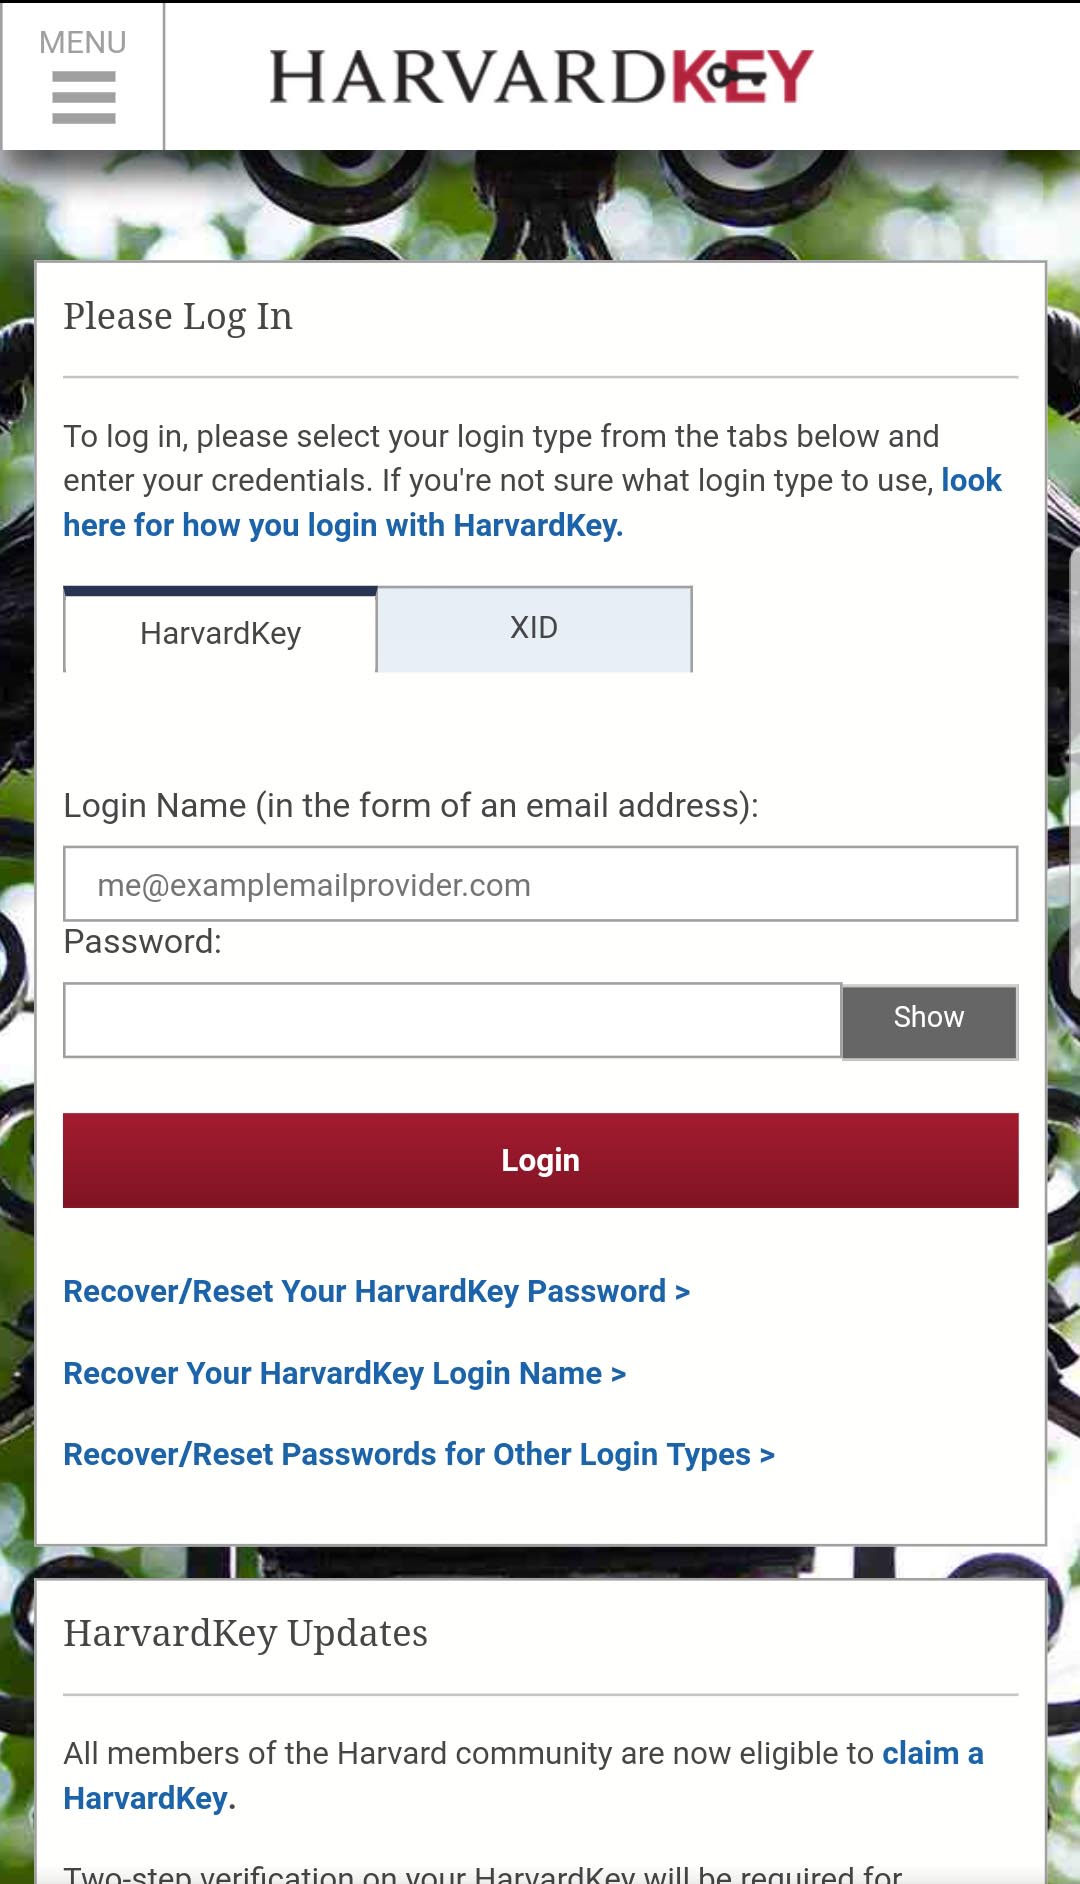 MENU
HARVARDKEY
Please Log In
To log in, please select your login type from the tabs below and
enter your credentials. If you're not sure what login type to use, look
here for how you login with HarvardKey.
HarvardKey
XID
Login Name (in the form of an email address):
me@examplemailprovider.com
Password:
Show
Login
Recover/Reset Your HarvardKey Password >
Recover Your HarvardKey Login Name >
Recover/Reset Passwords for Other Login Types >
HarvardKey Updates
All members of the Harvard community are now eligible to claim a
HarvardKey.
Two-step verification on your HarvardKey will be required for